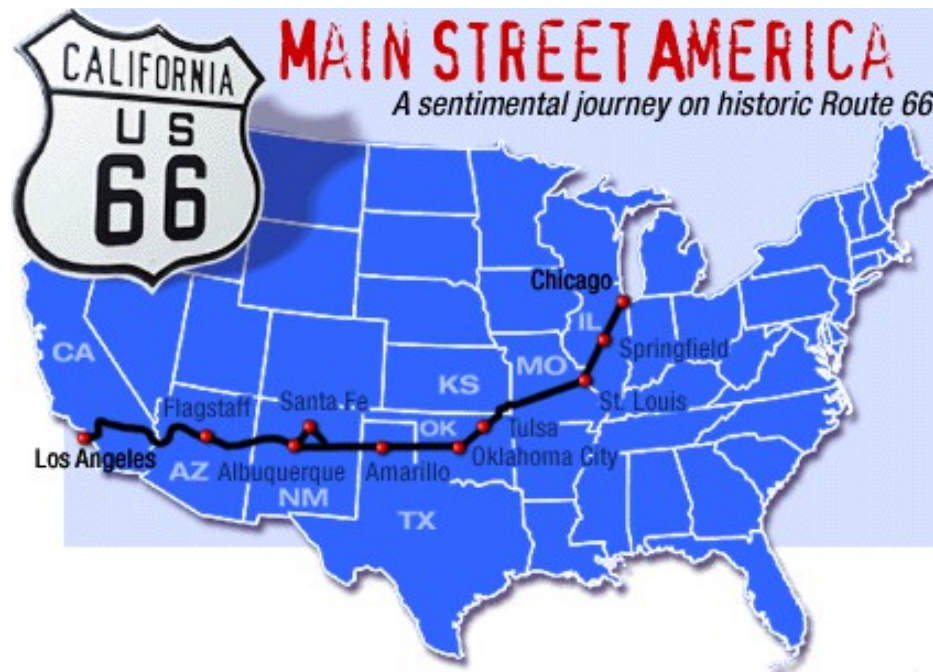 CALIFORNIA
US
66
MAIN STREET AMERICA
A sentimental journey on historic Route 66
Chicago
IL
Springfield
CA
MO
KS
St. Louis
Flagstaff
Santa Fe
OK
Tulsa
Los Angeles
AZ
Albuquerque
Amarillo
Oklahoma City
NM
TX